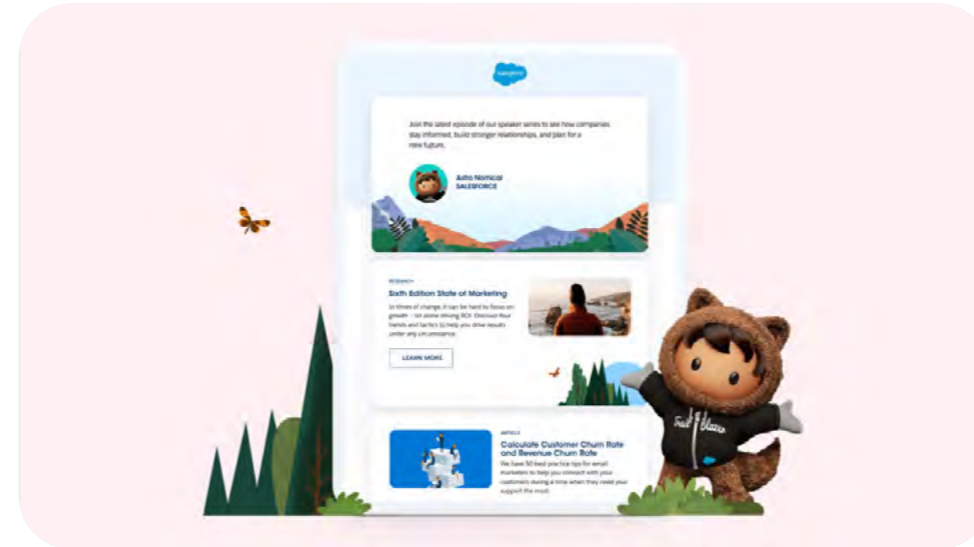 salesforce
Join the latest episode of our speaker series to see how companies
stay informed, build stronger relationships, and plan for a
new future.
Astro Nomical
SALESFORCE
RESEARCH
Sixth Edition State of Marketing
In times of change, it can be hard to focus on
growth – let alone driving ROI. Discover four
trends and tactics to help you drive results
under any circumstance.
LEARN MORE
ARTICLE
Calculate Customer Churn Rate
and Revenue Churn Rate
We have 50 best practice tips for email
marketers to help you connect with your
customers during a time when they need your
support the most.
Trailblazer